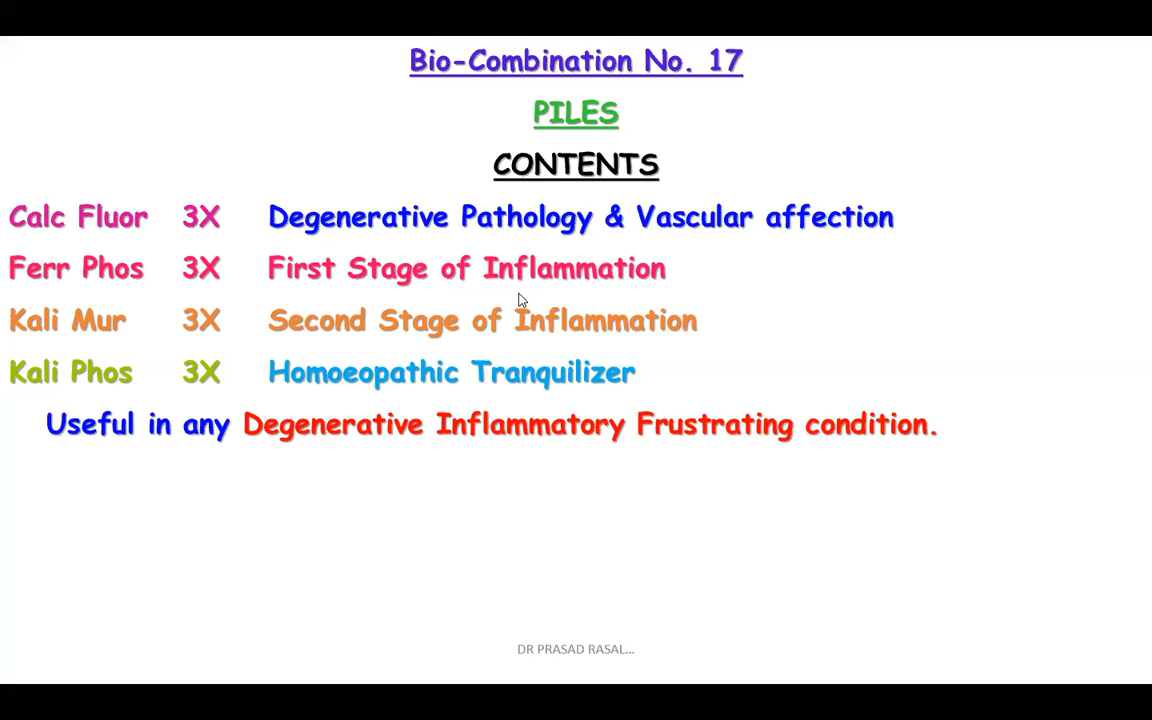 Bio-Combination No. 17
PILES
CONTENTS
Calc Fluor 3X Degenerative Pathology & Vascular affection
Ferr Phos 3X First Stage of Inflammation
Kali Mur 3X Second Stage of Inflammation
Kali Phos 3X Homoeopathic Tranquilizer
Useful in any Degenerative Inflammatory Frustrating condition.
DR PRASAD RASAL...